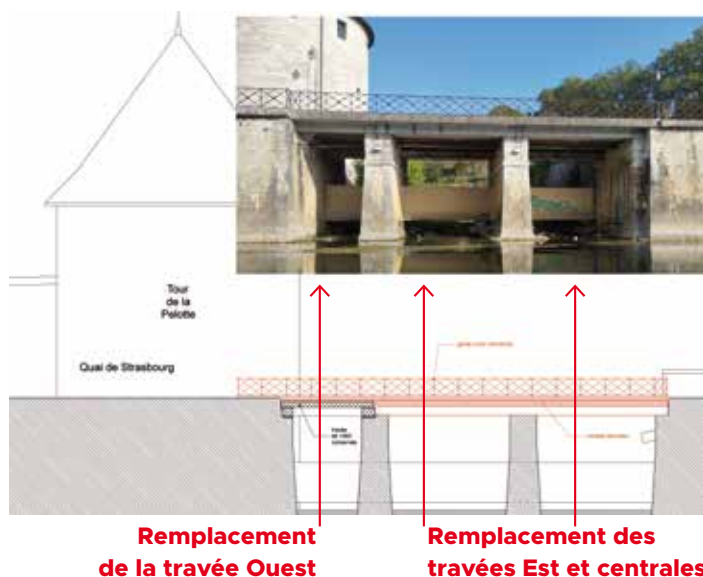 Tour
de la
Pelotte
Quai de Strasbourg
Remplacement
de la travée Ouest
Remplacement des
travées Est et centrales